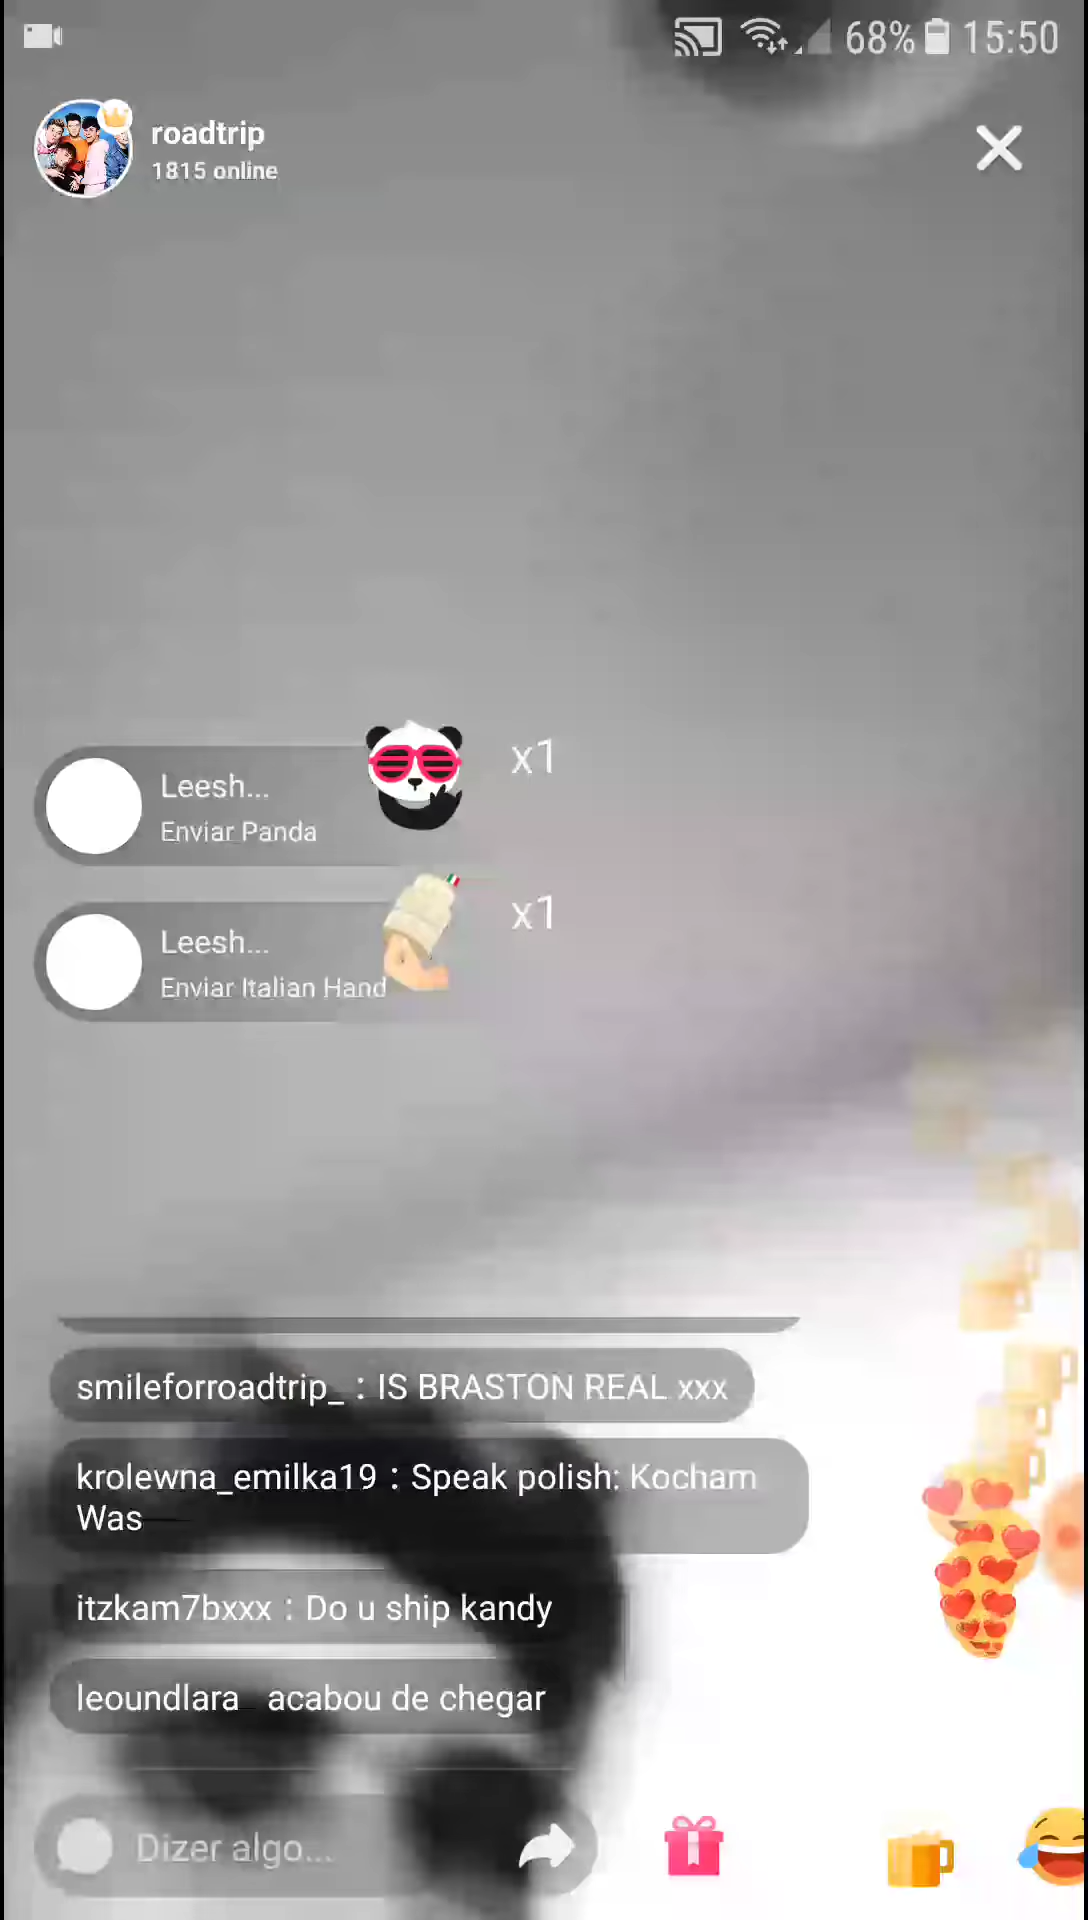 68% 15:50
roadtrip
1815 online
x1
Leesh...
Enviar Panda
x1
Leesh...
Enviar Italian Hand
smileforroadtrip_ : IS BRASTON REAL xxx
krolewna_emilka19 : Speak polish: Kocham
Was
itzkam7bxxx : Do u ship kandy
leoundlara_ acabou de chegar
Dizer algo...